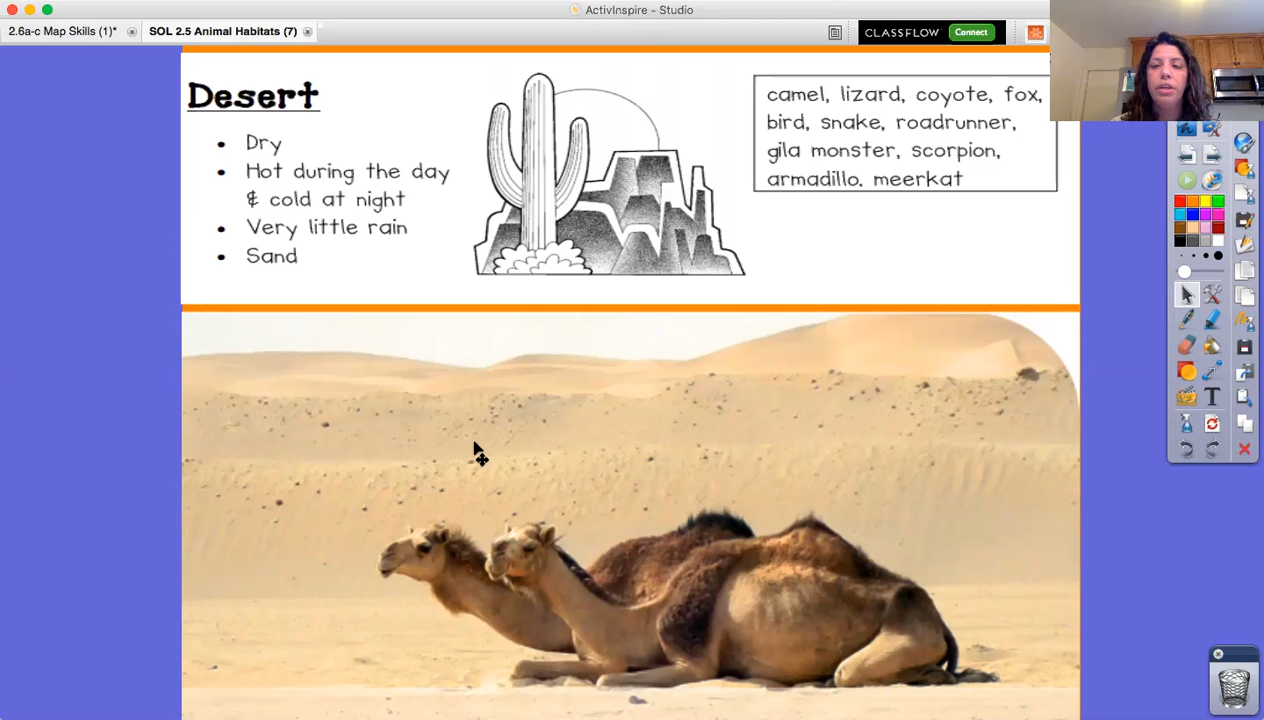 ActivInspire - Studio
2.6a-c Map Skills (1)*
SOL 2.5 Animal Habitats (7)
CLASSFLOW Connect
Desert
• Dry
• Hot during the day
& cold at night
• Very little rain
• Sand
camel, lizard, coyote, fox,
bird, snake, roadrunner,
gila monster, scorpion,
armadillo. meerkat
T